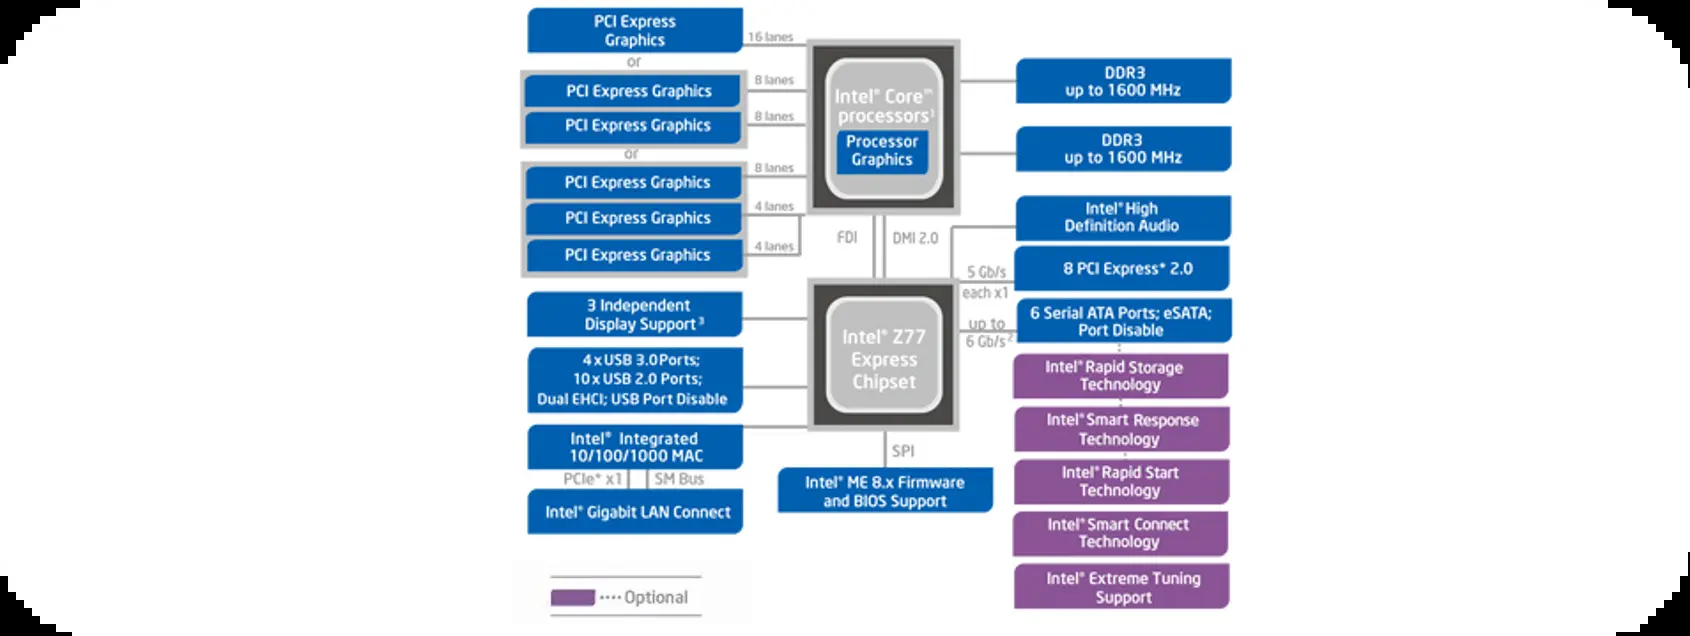 PCI Express
Graphics
16 lanes
or
PCI Express Graphics
8 lanes
PCI Express Graphics
8 lanes
or
PCI Express Graphics
8 lanes
PCI Express Graphics
4 lanes
PCI Express Graphics
4 lanes
Intel® Core™
processors¹
Processor
Graphics
DDR3
up to 1600 MHz
DDR3
up to 1600 MHz
FDI
DMI 2.0
Intel® High
Definition Audio
5 Gb/s
each x1
8 PCI Express* 2.0
up to
6 Gb/s²
6 Serial ATA Ports; eSATA;
Port Disable
3 Independent
Display Support³
4 x USB 3.0 Ports;
10 x USB 2.0 Ports;
Dual EHCI; USB Port Disable
Intel® Z77
Express
Chipset
Intel® Integrated
10/100/1000 MAC
PCIe* x1
SM Bus
Intel® Gigabit LAN Connect
SPI
Intel® ME 8.x Firmware
and BIOS Support
Intel® Rapid Storage
Technology
Intel® Smart Response
Technology
Intel® Rapid Start
Technology
Intel® Smart Connect
Technology
Intel® Extreme Tuning
Support
Optional